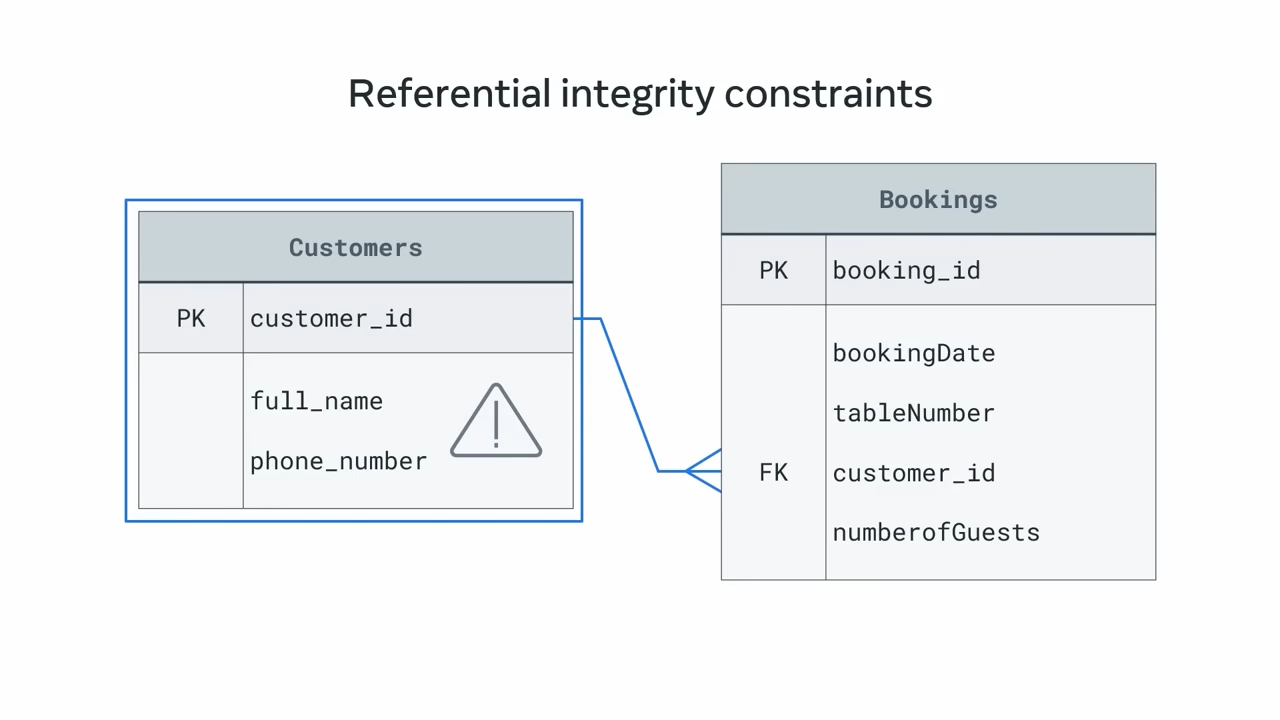 Referential integrity constraints
Customers
PK customer_id
full_name
phone_number
!
Bookings
PK booking_id
bookingDate
tableNumber
FK customer_id
numberofGuests